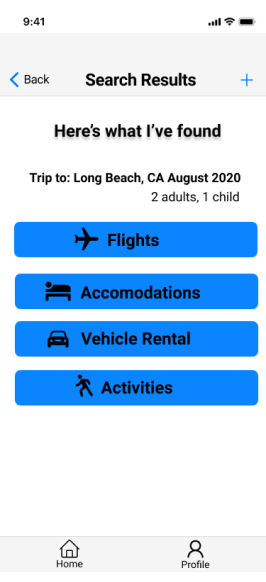 9:41
Back Search Results +
Here's what I've found
Trip to: Long Beach, CA August 2020
2 adults, 1 child
Flights
Accomodations
Vehicle Rental
Activities
Home Profile